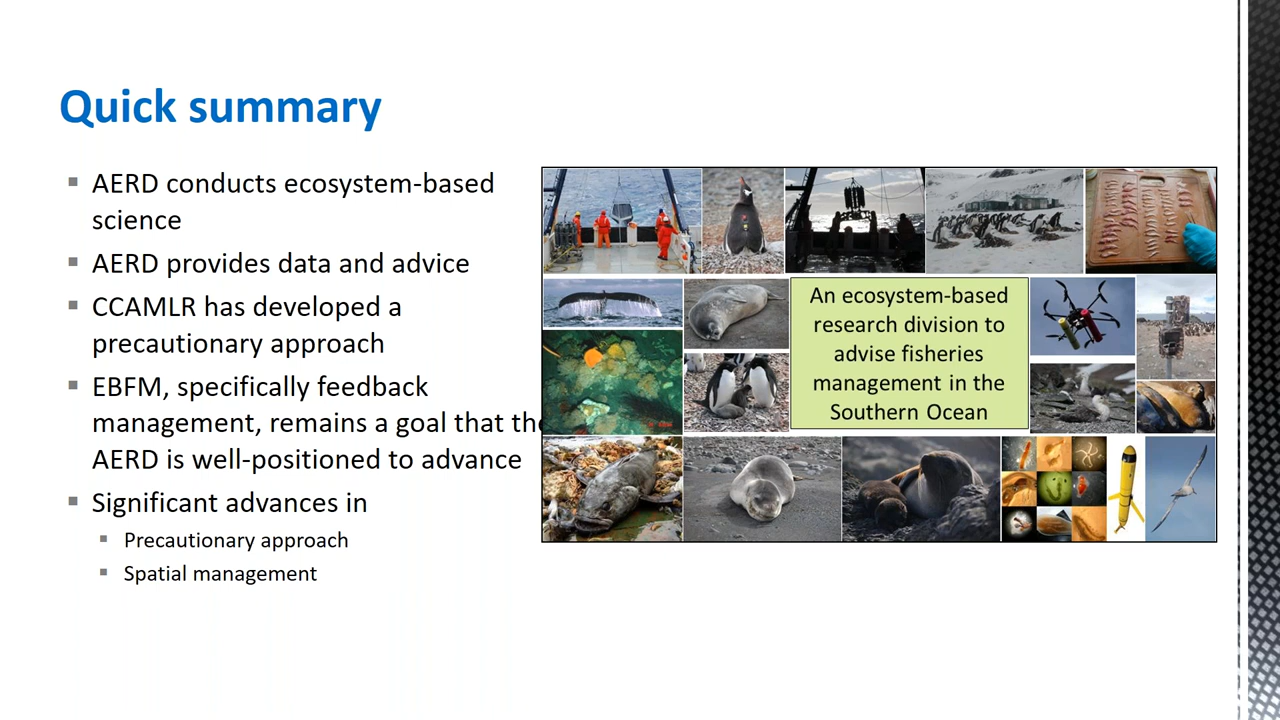 Quick summary
AERD conducts ecosystem-based
science
AERD provides data and advice
CCAMLR has developed a
precautionary approach
EBFM, specifically feedback
management, remains a goal that the
AERD is well-positioned to advance
Significant advances in
Precautionary approach
Spatial management
An ecosystem-based
research division to
advise fisheries
management in the
Southern Ocean